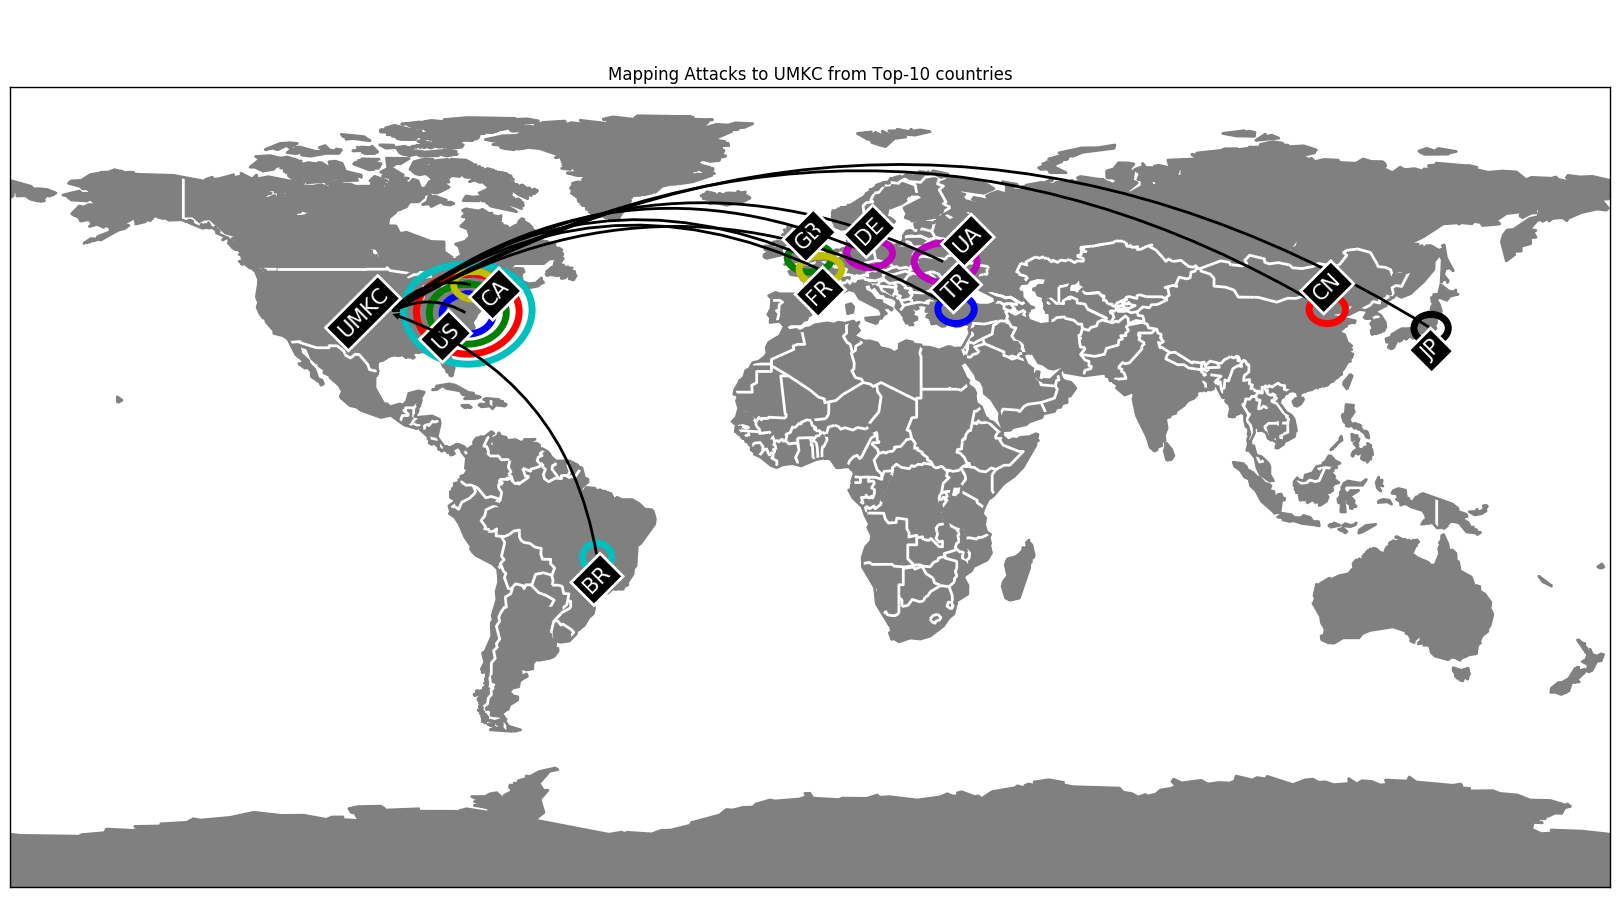 Mapping Attacks to UMKC from Top-10 countries
GB
DE
UA
FR
TR
CN
JP
UMKC
CA
US
BR